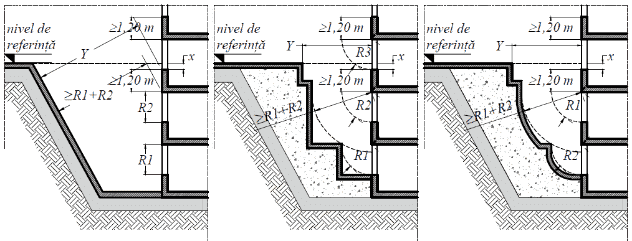 nivel de
referință
≥1,20 m
Y
x
≥1,20 m
≥R1+R2
R2
R1
nivel de
referință
≥1,20 m
Y
R3
x
≥1,20 m
≥R1+R2
R2
R1
nivel de
referință
≥1,20 m
Y
x
≥1,20 m
≥R1+R2
R1
R2